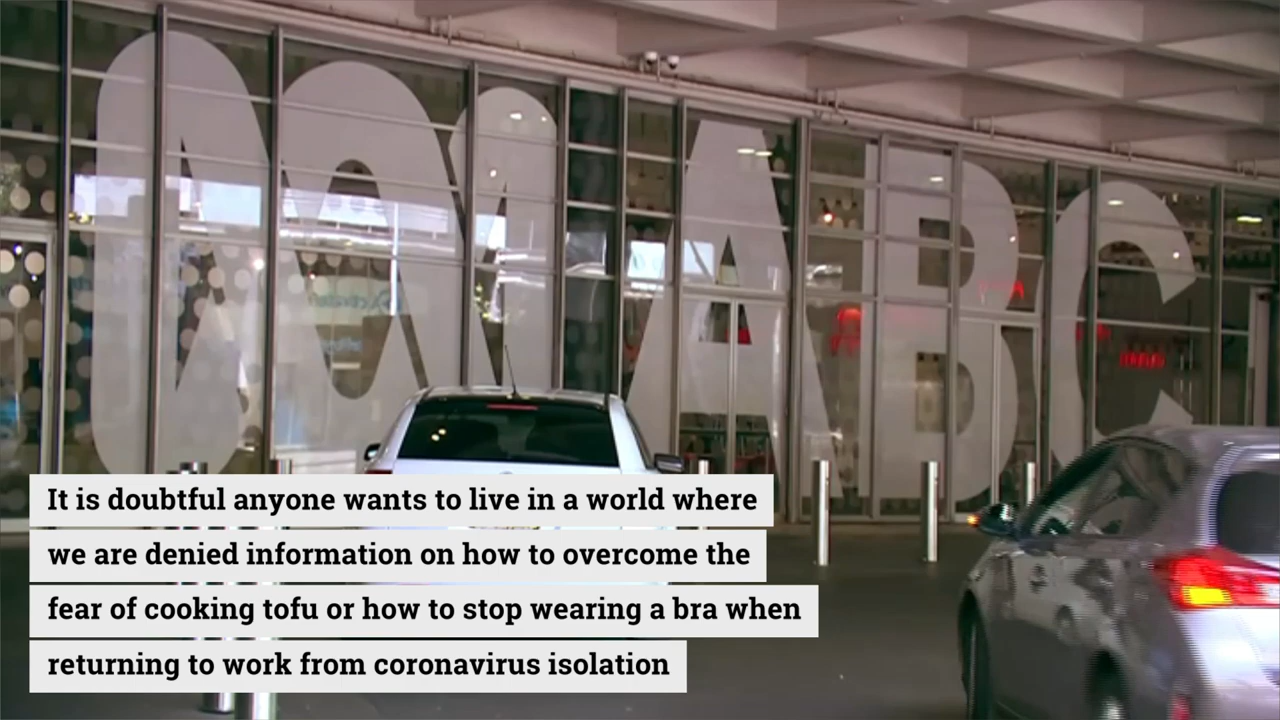 ABC
It is doubtful anyone wants to live in a world where
we are denied information on how to overcome the
fear of cooking tofu or how to stop wearing a bra when
returning to work from coronavirus isolation